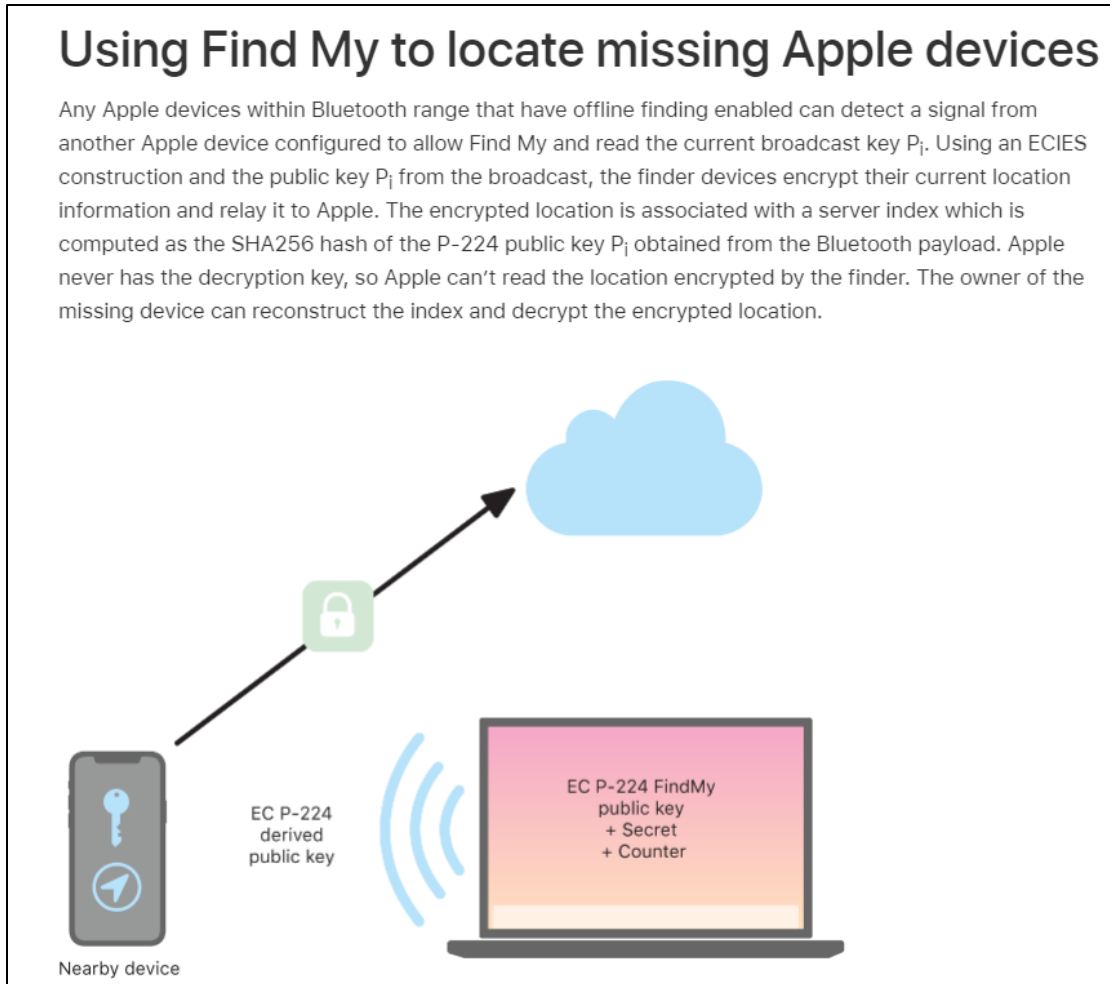 Using Find My to locate missing Apple devices
Any Apple devices within Bluetooth range that have offline finding enabled can detect a signal from
another Apple device configured to allow Find My and read the current broadcast key Pi. Using an ECIES
construction and the public key Pi from the broadcast, the finder devices encrypt their current location
information and relay it to Apple. The encrypted location is associated with a server index which is
computed as the SHA256 hash of the P-224 public key Pi obtained from the Bluetooth payload. Apple
never has the decryption key, so Apple can’t read the location encrypted by the finder. The owner of the
missing device can reconstruct the index and decrypt the encrypted location.
EC P-224
derived
public key
EC P-224 FindMy
public key
+ Secret
+ Counter
Nearby device